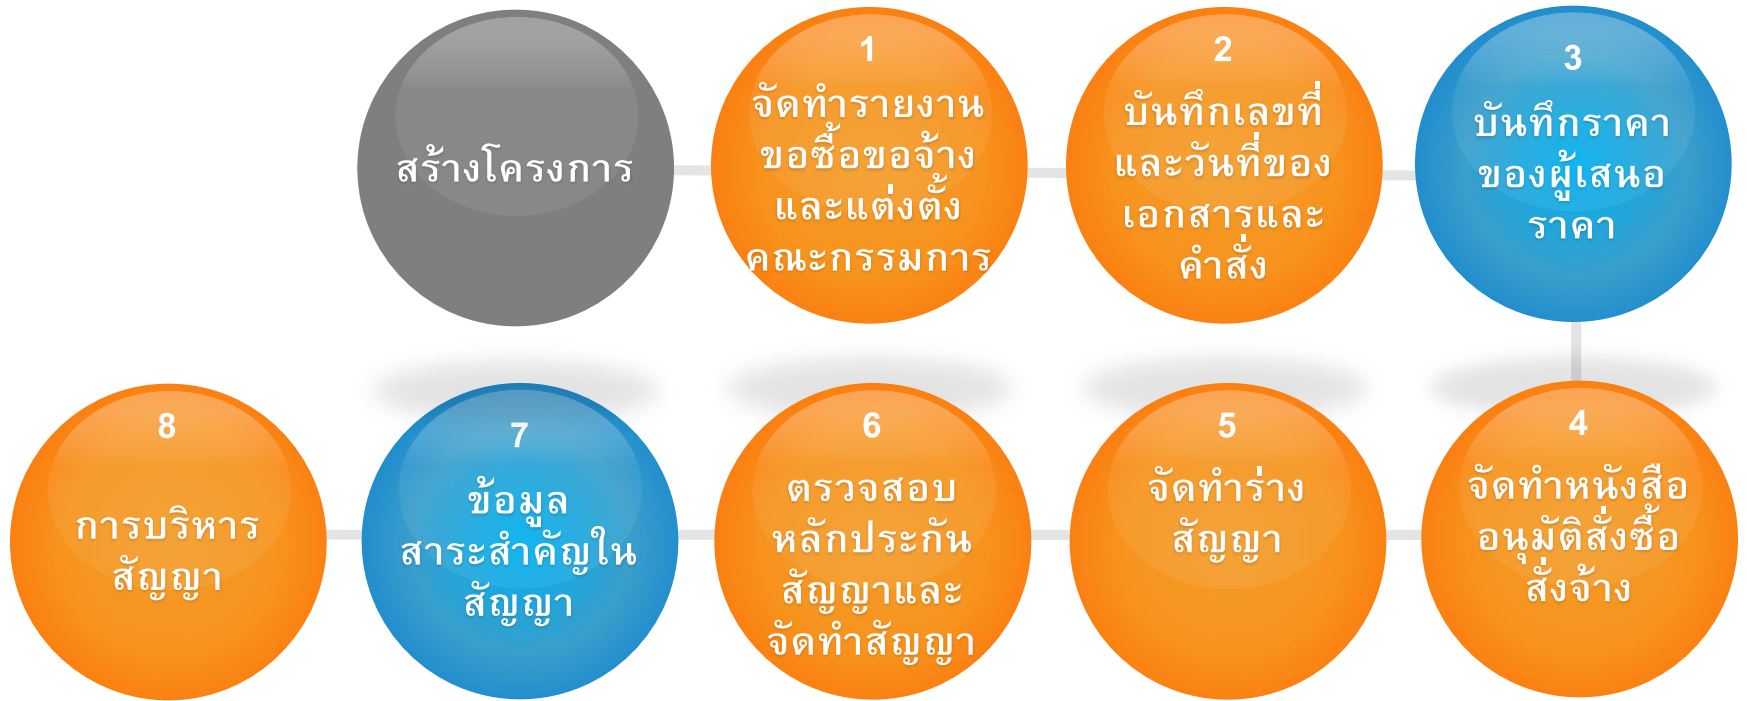 สร้างโครงการ
1
จัดทำรายงาน
ขอซื้อขอจ้าง
และแต่งตั้ง
คณะกรรมการ
2
บันทึกเลขที่
และวันที่ของ
เอกสารและ
คำสั่ง
3
บันทึกราคา
ของผู้เสนอ
ราคา
4
จัดทำหนังสือ
อนุมัติสั่งซื้อ
สั่งจ้าง
5
จัดทำร่าง
สัญญา
6
ตรวจสอบ
หลักประกัน
สัญญาและ
จัดทำสัญญา
7
ข้อมูล
สาระสำคัญใน
สัญญา
8
การบริหาร
สัญญา